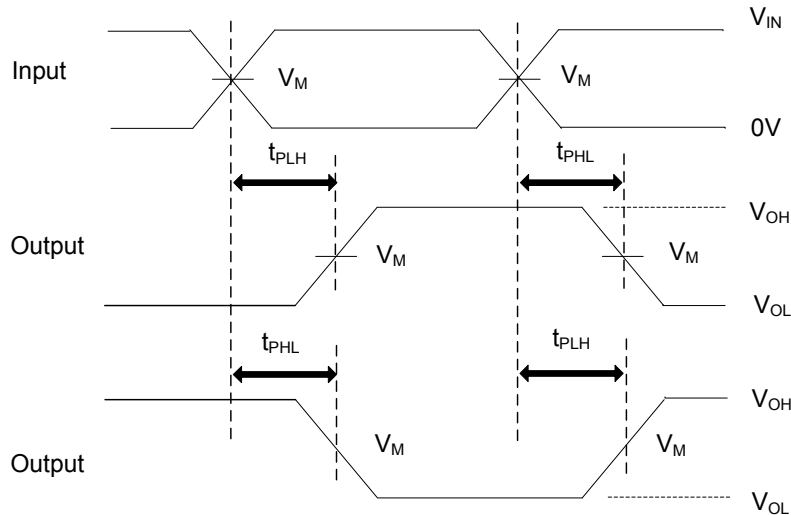 V_IN
Input
V_M
V_M
0V
t_PLH
t_PHL
V_OH
Output
V_M
V_M
V_OL
t_PHL
t_PLH
V_OH
V_M
V_M
Output
V_OL